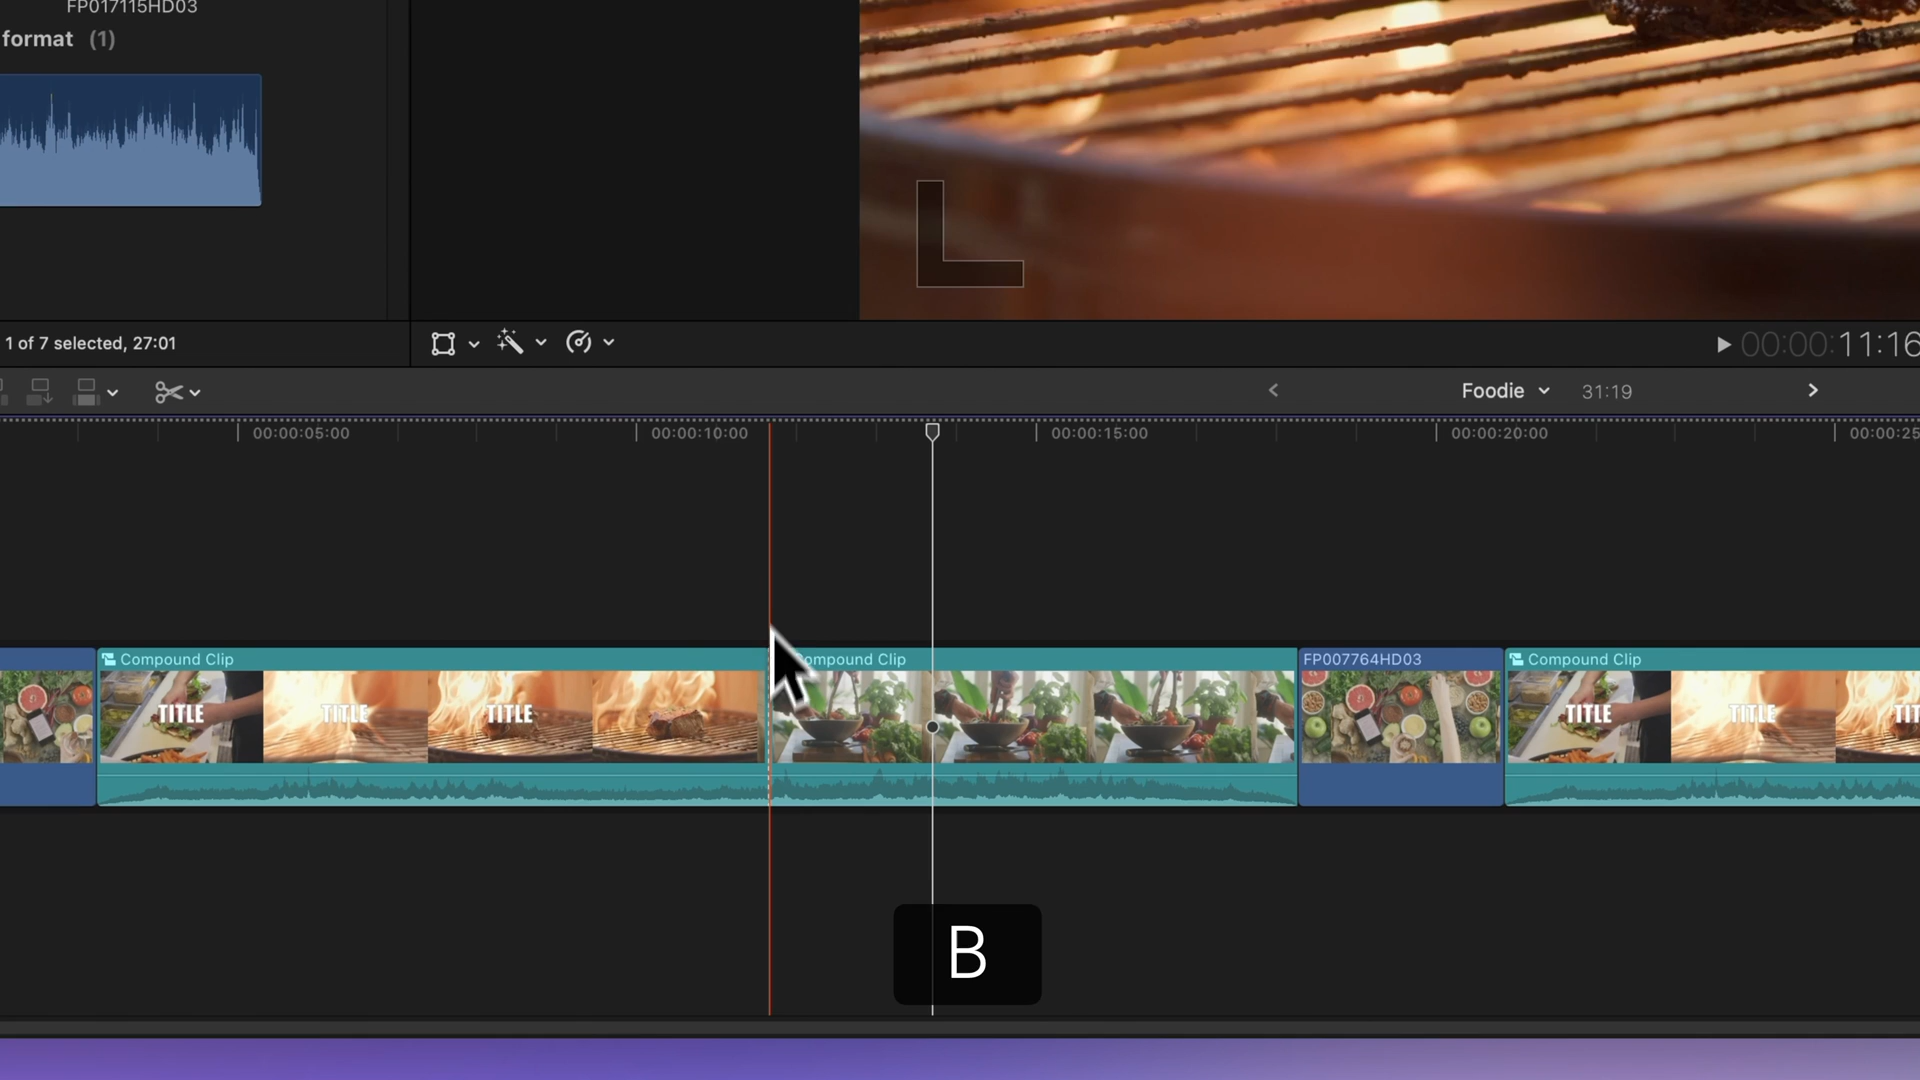 FP017115HD03
format (1)
1 of 7 selected, 27:01
00:00:11:16
Foodie 31:19
00:00:05:00 00:00:10:00 00:00:15:00 00:00:20:00 00:00:25
Compound Clip ompound Clip FP007764HD03 Compound Clip
TITLE TITLE TITLE TITLE TITLE TIT
B